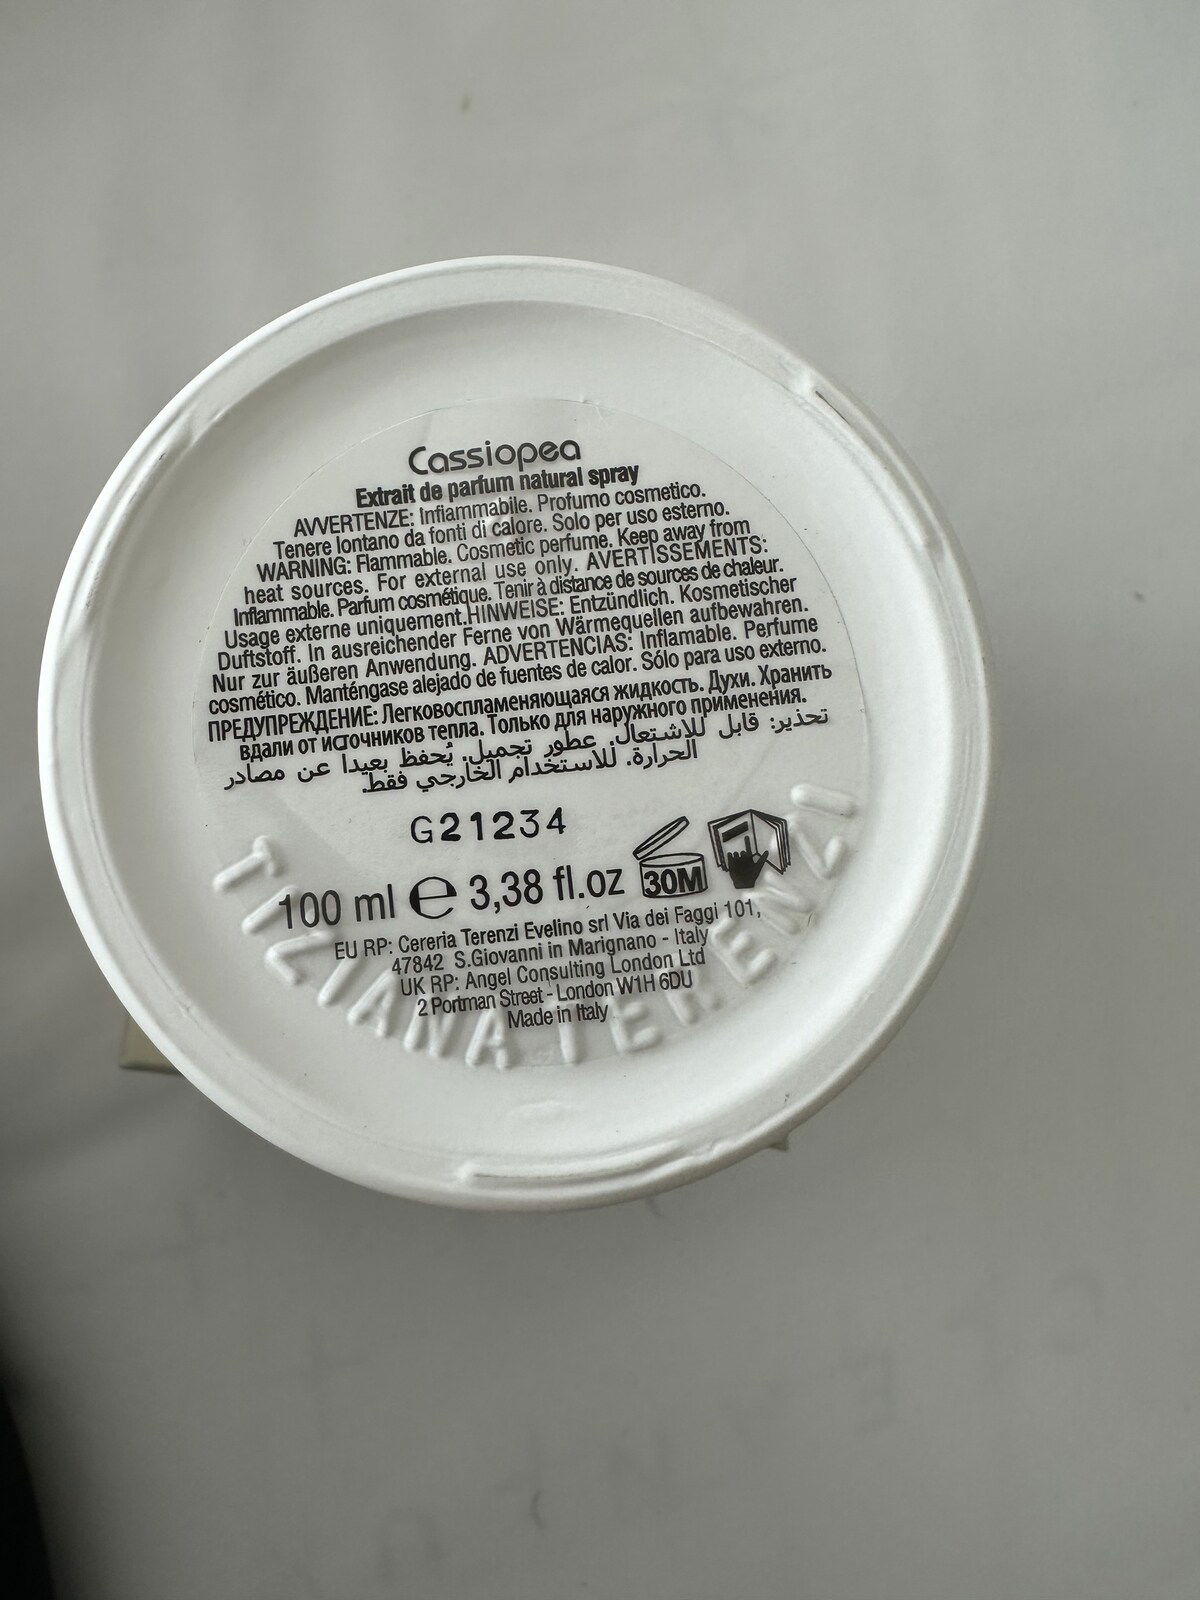 Cassiopea
Extrait de parfum natural spray
AVVERTENZE: Infiammabile. Profumo cosmetico.
Tenere lontano da fonti di calore. Solo per uso esterno.
WARNING: Flammable. Cosmetic perfume. Keep away from
heat sources. For external use only. AVERTISSEMENTS:
Inflammable. Parfum cosmétique. Tenir à distance de sources de chaleur.
Usage externe uniquement.HINWEISE: Entzündlich. Kosmetischer
Duftstoff. In ausreichender Ferne von Wärmequellen aufbewahren.
Nur zur äußeren Anwendung. ADVERTENCIAS: Inflamable. Perfume
cosmético. Manténgase alejado de fuentes de calor. Sólo para uso externo.
ПРЕДУПРЕЖДЕНИЕ: Легковоспламеняющаяся жидкость. Духи. Хранить
вдали от источников тепла. Только для наружного применения.
تحذير: قابل للاشتعال. عطور تجميل. يُحفظ بعيدا عن مصادر
الحرارة. للاستخدام الخارجي فقط.
G21234
100 ml e 3,38 fl.oz 30M
EU RP: Cereria Terenzi Evelino srl Via dei Faggi 101,
47842 S.Giovanni in Marignano - Italy
UK RP: Angel Consulting London Ltd
2 Portman Street - London W1H 6DU
Made in Italy
TIZIANA TERENZI